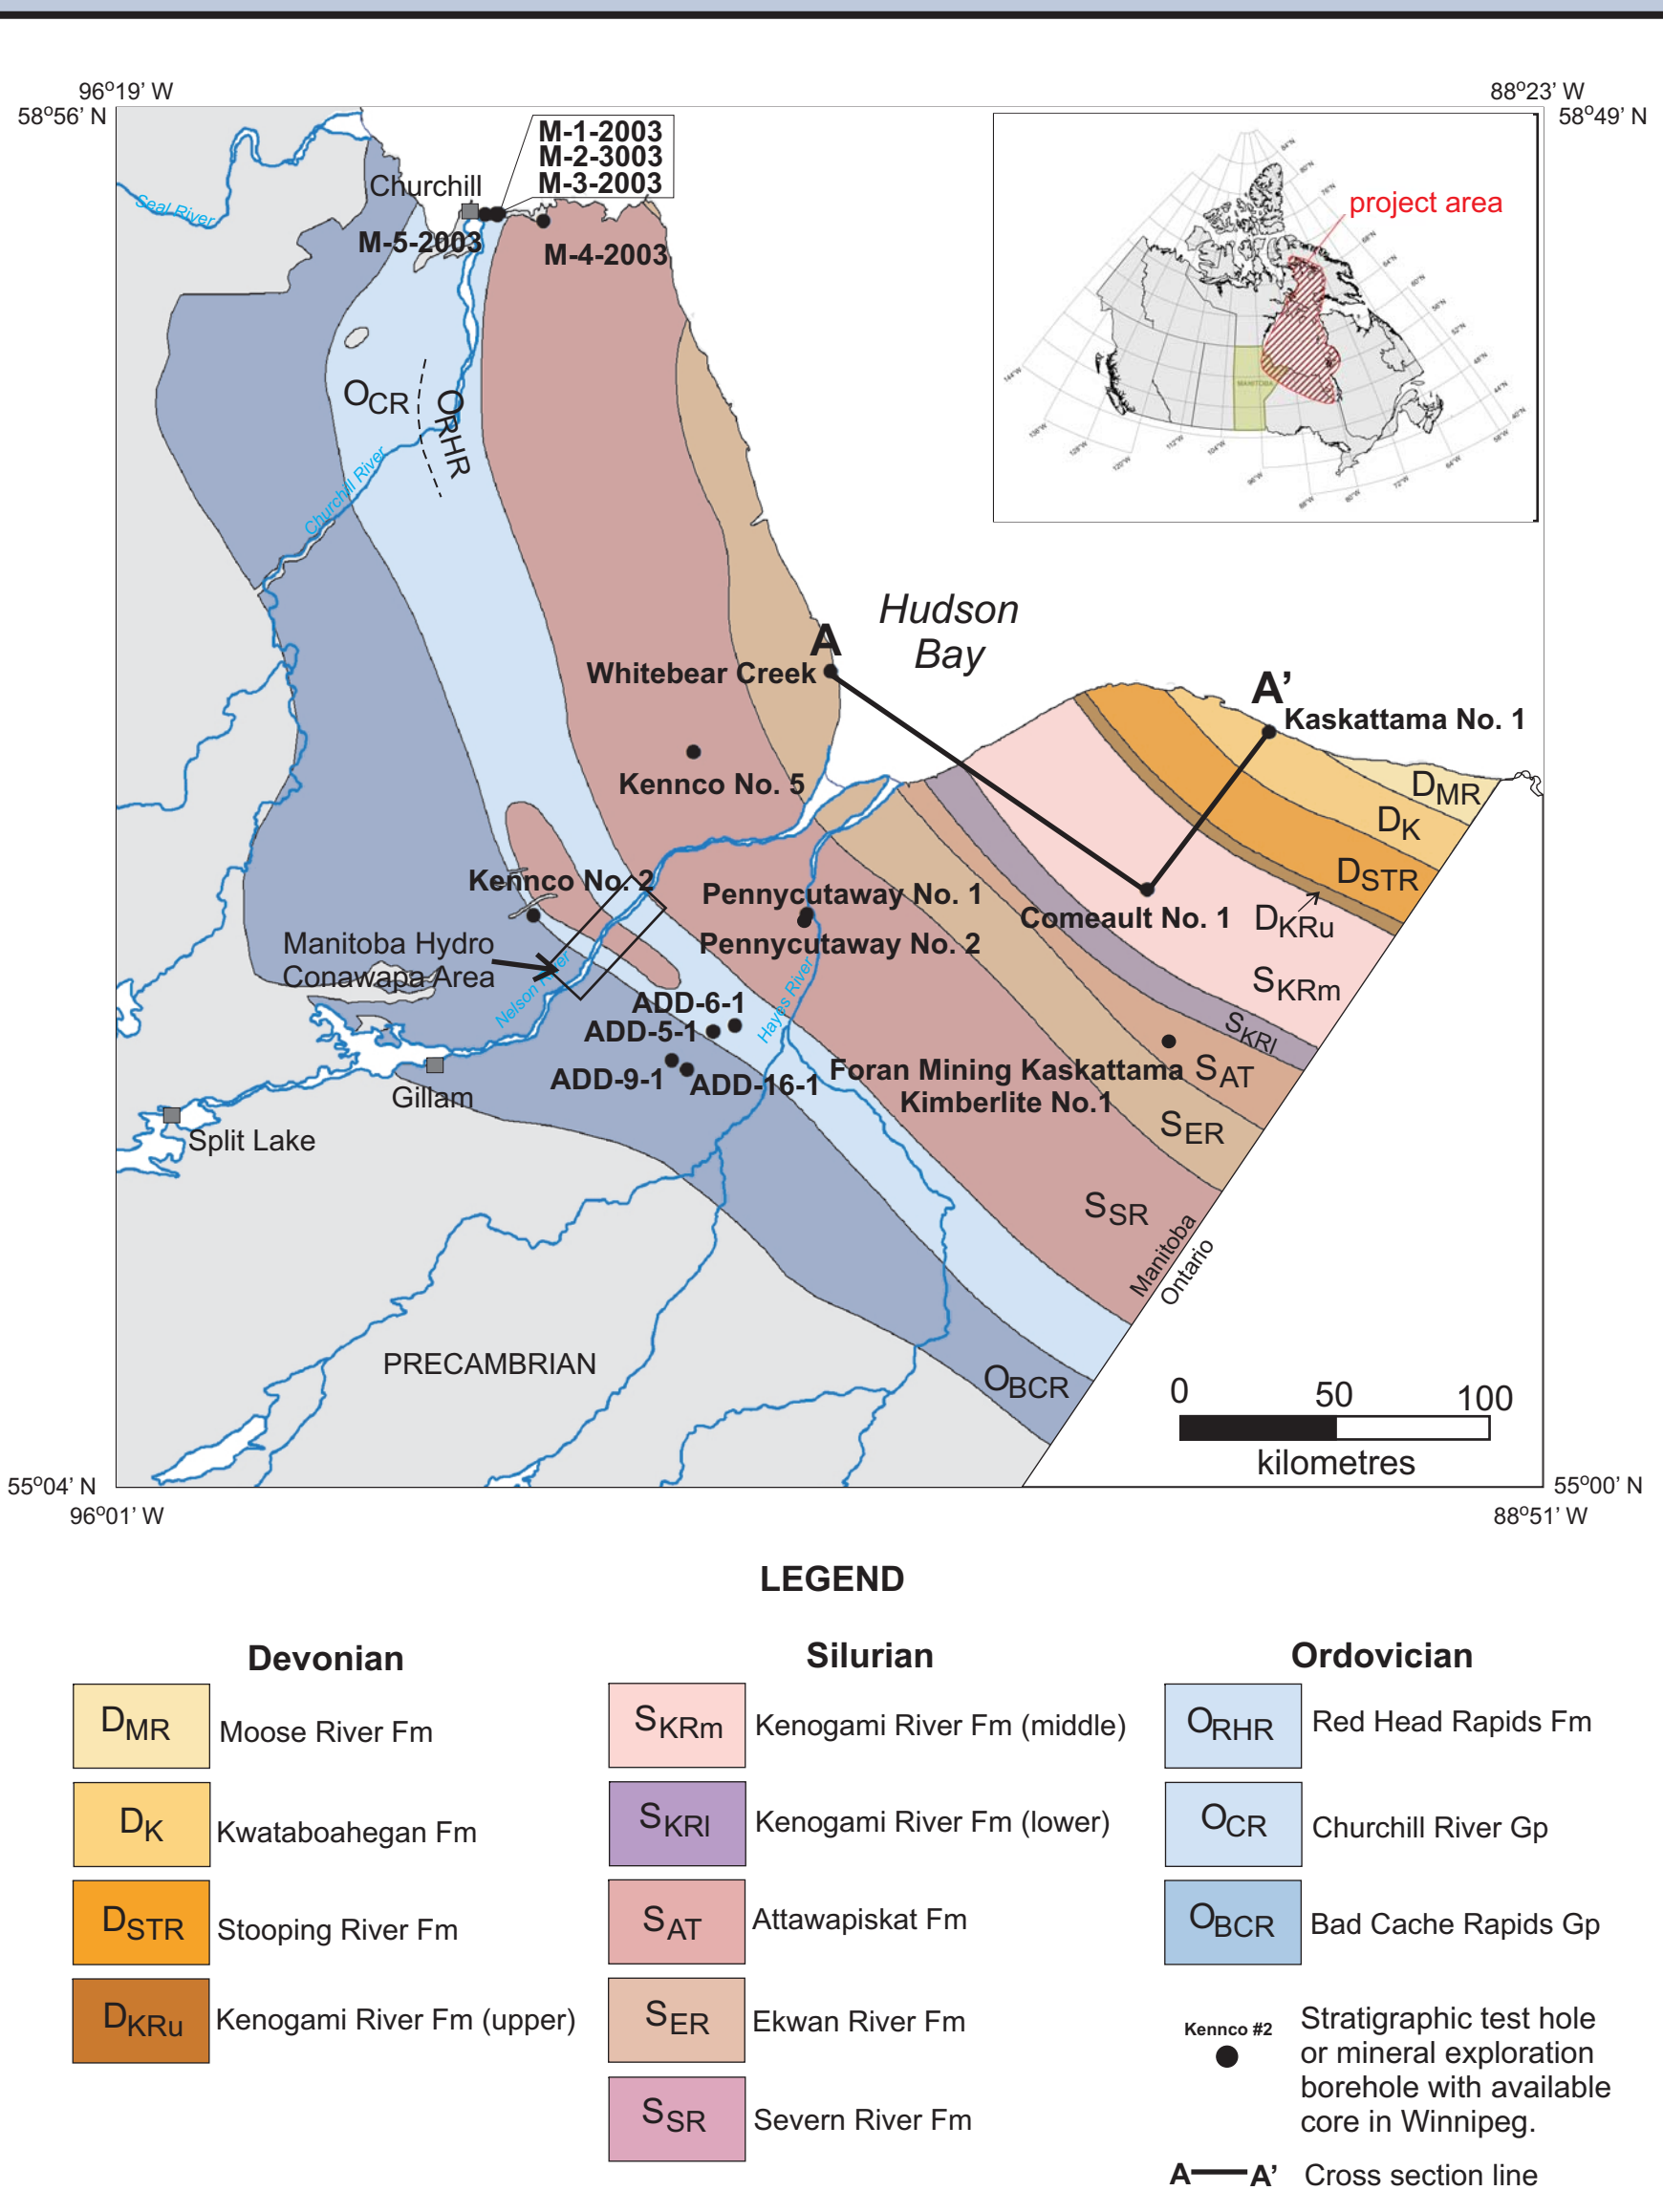 96°19’ W
88°23’ W
58°56’ N
58°49’ N
M-1-2003
M-2-3003
M-3-2003
Churchill
Seal River
M-5-2003
M-4-2003
project area
MANITOBA
OCR
ORHR
Churchill River
Hudson
Bay
A
Whitebear Creek
A’
Kaskattama No. 1
Kennco No. 5
DMR
DK
DSTR
Kennco No. 2
Pennycutaway No. 1
Comeault No. 1
DKRu
Pennycutaway No. 2
Manitoba Hydro
Conawapa Area
Nelson River
Hayes River
SKRm
SKRl
ADD-6-1
ADD-5-1
ADD-9-1
ADD-16-1
Foran Mining Kaskattama
Kimberlite No.1
SAT
Gillam
SER
Split Lake
SSR
Manitoba
Ontario
PRECAMBRIAN
OBCR
0 50 100
kilometres
55°04’ N
55°00’ N
96°01’ W
88°51’ W
LEGEND
Devonian
DMR Moose River Fm
DK Kwataboahegan Fm
DSTR Stooping River Fm
DKRu Kenogami River Fm (upper)
Silurian
SKRm Kenogami River Fm (middle)
SKRl Kenogami River Fm (lower)
SAT Attawapiskat Fm
SER Ekwan River Fm
SSR Severn River Fm
Ordovician
ORHR Red Head Rapids Fm
OCR Churchill River Gp
OBCR Bad Cache Rapids Gp
Kennco #2
Stratigraphic test hole
or mineral exploration
borehole with available
core in Winnipeg.
A A’ Cross section line